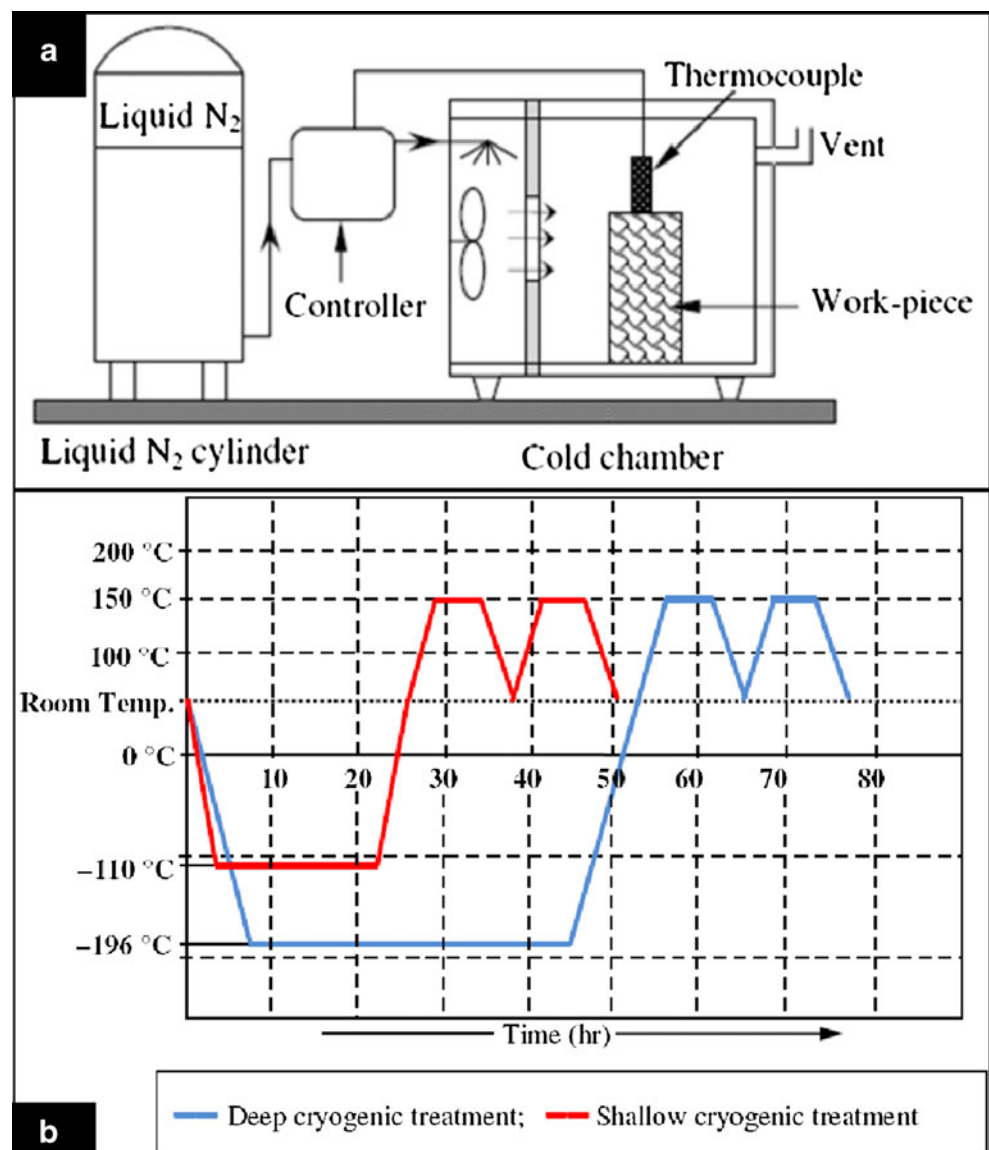 a
Liquid N₂
Thermocouple
Vent
Controller
Work-piece
Liquid N₂ cylinder
Cold chamber
200 °C
150 °C
100 °C
Room Temp.
0 °C
10 20 30 40 50 60 70 80
−110 °C
−196 °C
Time (hr)
Deep cryogenic treatment; Shallow cryogenic treatment
b